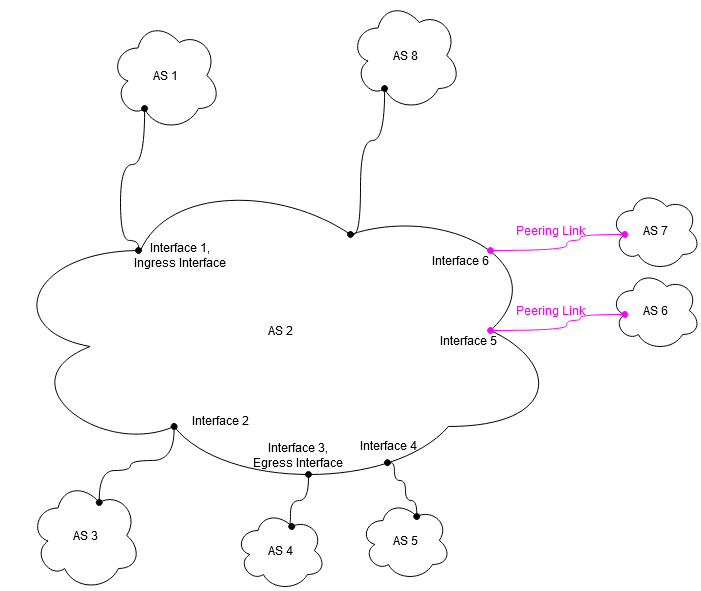 AS 1
AS 8
Peering Link
AS 7
Interface 1,
Ingress Interface
Interface 6
Peering Link
AS 6
AS 2
Interface 5
Interface 2
Interface 3,
Egress Interface
Interface 4
AS 3
AS 4
AS 5